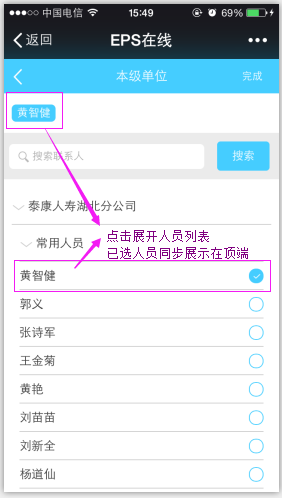 中国电信 15:49 69%
返回 EPS在线
本级单位 完成
黄智健
搜索联系人 搜索
泰康人寿湖北分公司
常用人员
点击展开人员列表
已选人员同步展示在顶端
黄智健
郭义
张诗军
王金菊
黄艳
刘苗苗
刘新全
杨道仙